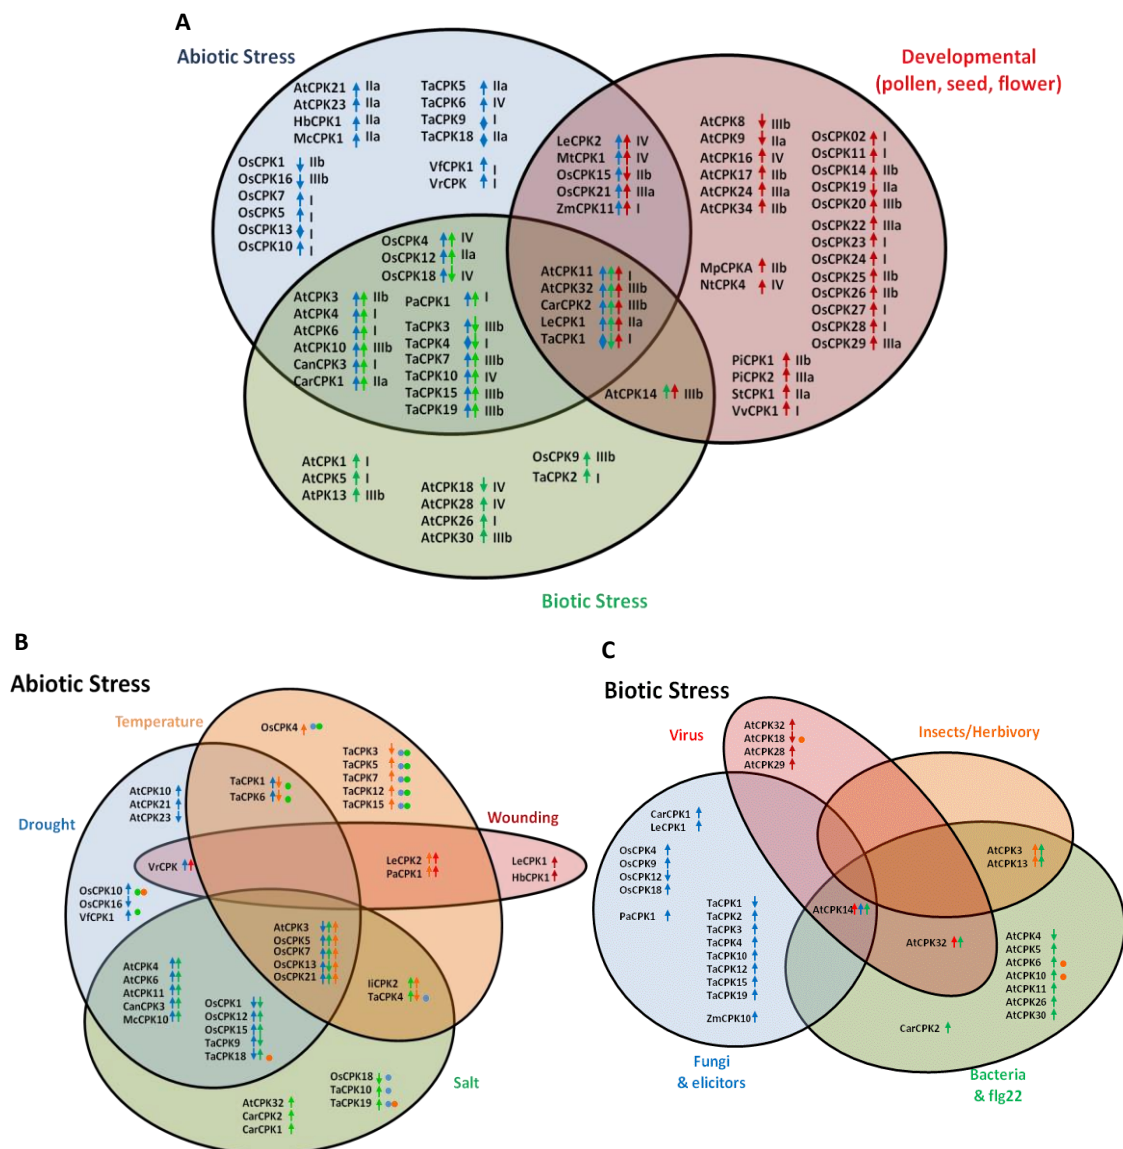 A
Abiotic Stress
Developmental
(pollen, seed, flower)
AtCPK21 IIa
AtCPK23 IIa
HbCPK1 IIa
McCPK1 IIa
TaCPK5 IIa
TaCPK6 IV
TaCPK9 I
TaCPK18 IIa
OsCPK1 IIb
OsCPK16 IIIb
OsCPK7 I
OsCPK5 I
OsCPK13 I
OsCPK10 I
VfCPK1 I
VrCPK I
LeCPK2 IV
MtCPK1 IV
OsCPK15 IIb
OsCPK21 IIIa
ZmCPK11 I
AtCPK8 IIIb
AtCPK9 IIa
AtCPK16 IV
AtCPK17 IIb
AtCPK24 IIIa
AtCPK34 IIb
OsCPK02 I
OsCPK11 I
OsCPK14 IIb
OsCPK19 IIa
OsCPK20 IIIb
OsCPK22 IIIa
OsCPK23 I
OsCPK24 I
OsCPK25 IIb
OsCPK26 IIb
OsCPK27 I
OsCPK28 I
OsCPK29 IIIa
MpCPKA IIb
NtCPK4 IV
PiCPK1 IIb
PiCPK2 IIIa
StCPK1 IIa
VvCPK1 I
OsCPK4 IV
OsCPK12 IIa
OsCPK18 IV
AtCPK3 IIb
AtCPK4 I
AtCPK6 I
AtCPK10 IIIb
CanCPK3 I
CarCPK1 IIa
PaCPK1 I
TaCPK3 IIIb
TaCPK4 I
TaCPK7 IIIb
TaCPK10 IV
TaCPK15 IIIb
TaCPK19 IIIb
AtCPK11 I
AtCPK32 IIIb
CarCPK2 IIIb
LeCPK1 IIa
TaCPK1 I
AtCPK14 IIIb
AtCPK1 I
AtCPK5 I
AtPK13 IIIb
AtCPK18 IV
AtCPK28 IV
AtCPK26 I
AtCPK30 IIIb
OsCPK9 IIIb
TaCPK2 I
Biotic Stress
B
Abiotic Stress
Temperature
Drought
Wounding
Salt
OsCPK4
TaCPK3
TaCPK5
TaCPK7
TaCPK12
TaCPK15
TaCPK1
TaCPK6
AtCPK10
AtCPK21
AtCPK23
VrCPK
LeCPK2
PaCPK1
LeCPK1
HbCPK1
OsCPK10
OsCPK16
VfCPK1
AtCPK3
OsCPK5
OsCPK7
OsCPK13
OsCPK21
AtCPK4
AtCPK6
AtCPK11
CanCPK3
McCPK10
OsCPK1
OsCPK12
OsCPK15
TaCPK9
TaCPK18
IiCPK2
TaCPK4
OsCPK18
TaCPK10
TaCPK19
AtCPK32
CarCPK2
CarCPK1
C
Biotic Stress
Virus
Insects/Herbivory
AtCPK32
AtCPK18
AtCPK28
AtCPK29
CarCPK1
LeCPK1
OsCPK4
OsCPK9
OsCPK12
OsCPK18
PaCPK1
TaCPK1
TaCPK2
TaCPK3
TaCPK4
TaCPK10
TaCPK12
TaCPK15
TaCPK19
ZmCPK10
AtCPK3
AtCPK13
AtCPK14
AtCPK32
AtCPK4
AtCPK5
AtCPK6
AtCPK10
AtCPK11
AtCPK26
AtCPK30
CarCPK2
Fungi
& elicitors
Bacteria
& flg22